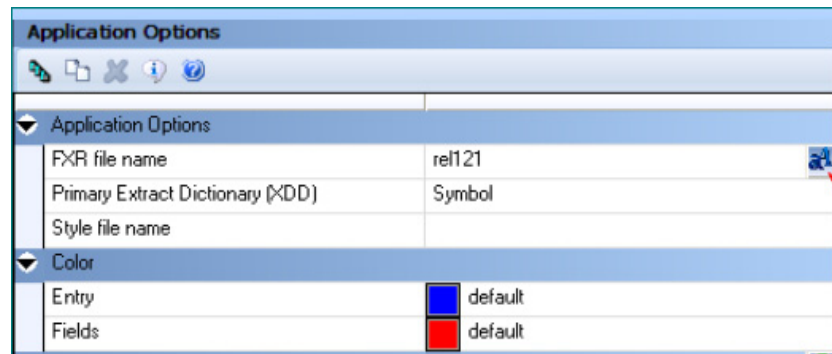 Application Options
Application Options
FXR file name rel121
Primary Extract Dictionary (XDD) Symbol
Style file name
Color
Entry default
Fields default